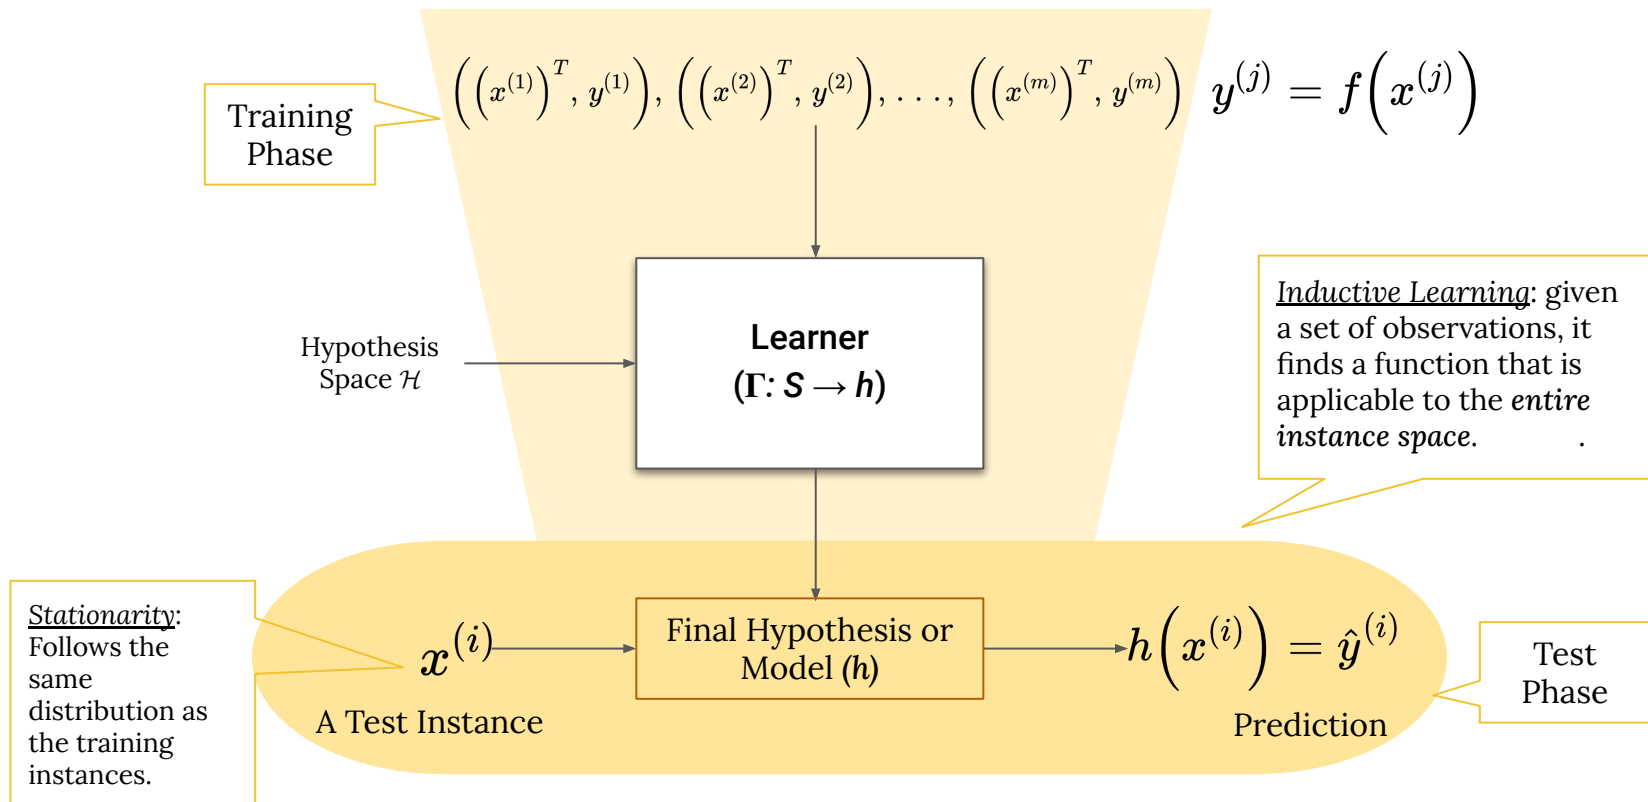 Training
Phase
((x^(1))^T, y^(1)), ((x^(2))^T, y^(2)), . . . , ((x^(m))^T, y^(m)) y^(j) = f(x^(j))
Hypothesis
Space ℋ
Learner
(Γ: S → h)
Inductive Learning: given
a set of observations, it
finds a function that is
applicable to the entire
instance space. .
Stationarity:
Follows the
same
distribution as
the training
instances.
x^(i)
A Test Instance
Final Hypothesis or
Model (h)
h(x^(i)) = ŷ^(i)
Prediction
Test
Phase